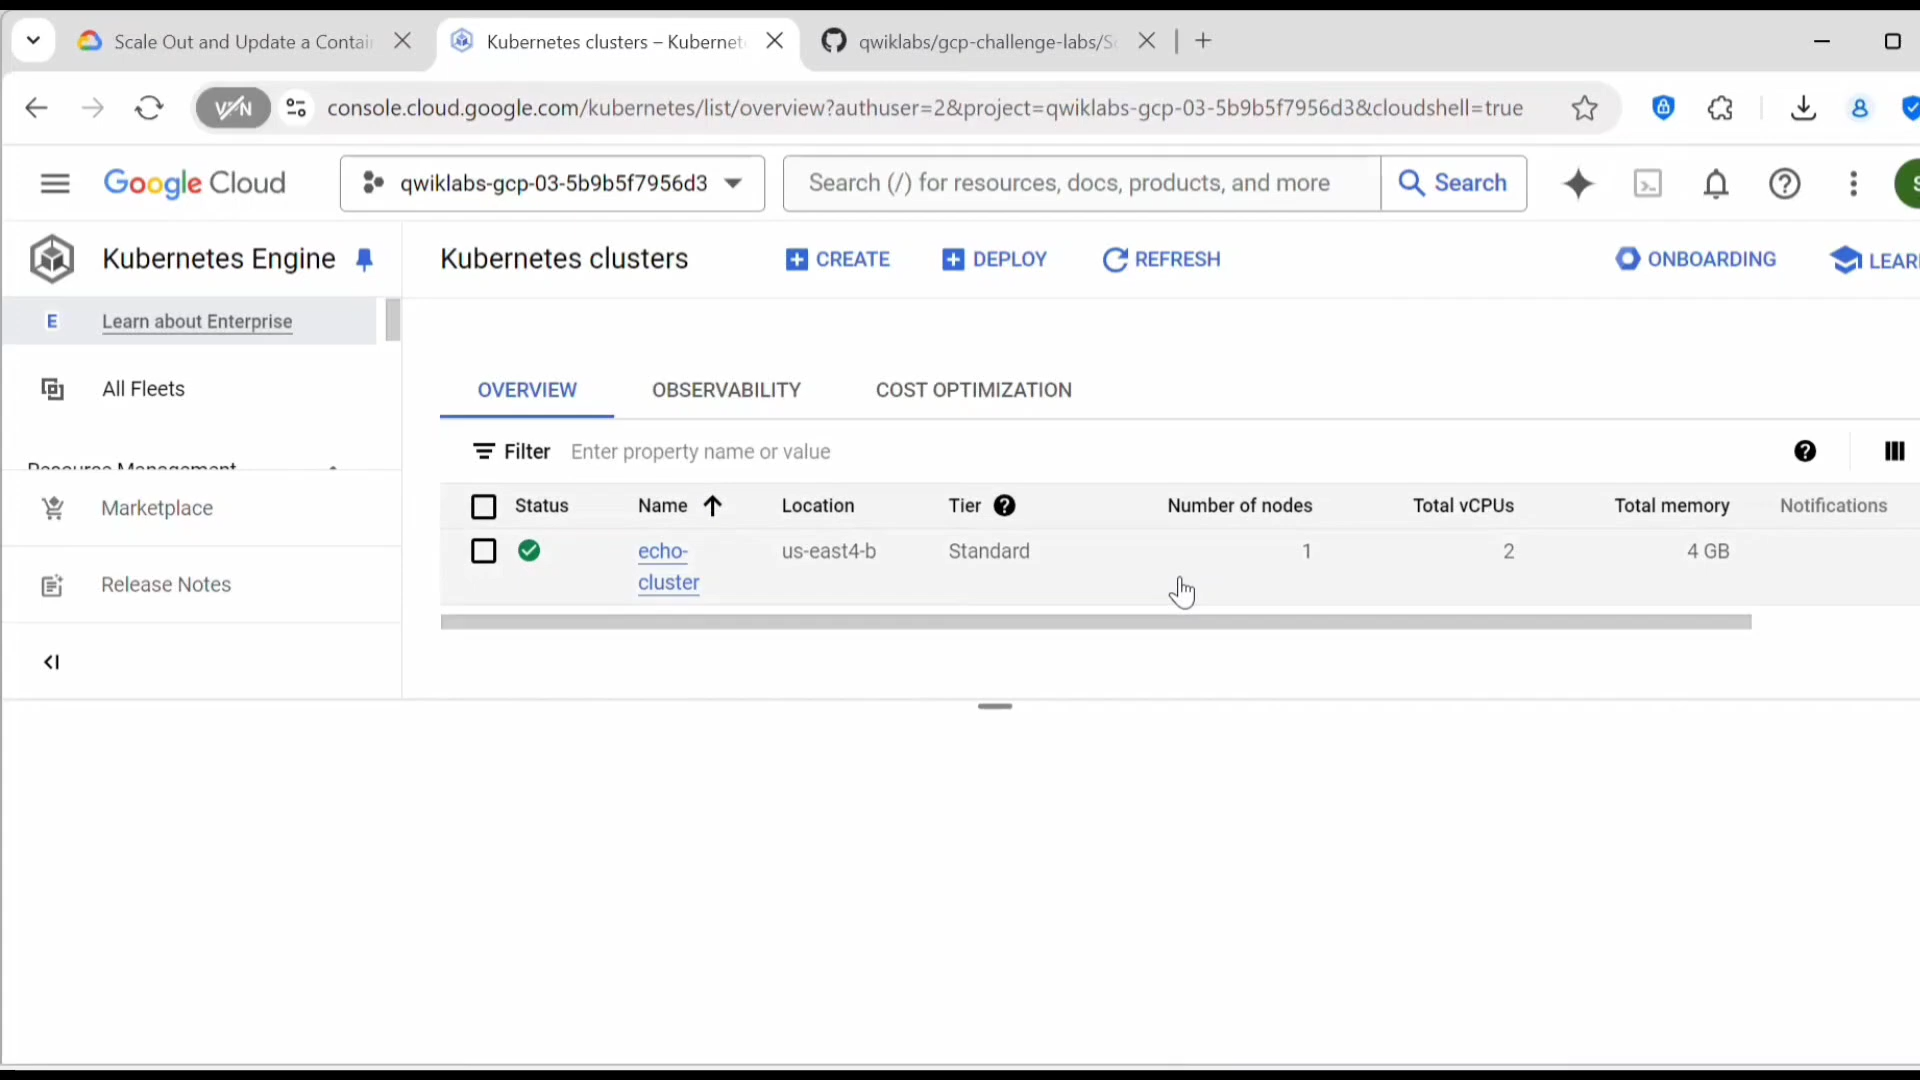 Scale Out and Update a Contai
Kubernetes clusters – Kubernet
qwiklabs/gcp-challenge-labs/Sc
VPN
console.cloud.google.com/kubernetes/list/overview?authuser=2&project=qwiklabs-gcp-03-5b9b5f7956d3&cloudshell=true
Google Cloud
qwiklabs-gcp-03-5b9b5f7956d3
Search (/) for resources, docs, products, and more
Search
Kubernetes Engine
Kubernetes clusters
CREATE
DEPLOY
REFRESH
ONBOARDING
LEAR
E
Learn about Enterprise
All Fleets
Resource Management
Marketplace
Release Notes
OVERVIEW
OBSERVABILITY
COST OPTIMIZATION
Filter
Enter property name or value
Status
Name
Location
Tier
Number of nodes
Total vCPUs
Total memory
Notifications
echo-
cluster
us-east4-b
Standard
1
2
4 GB